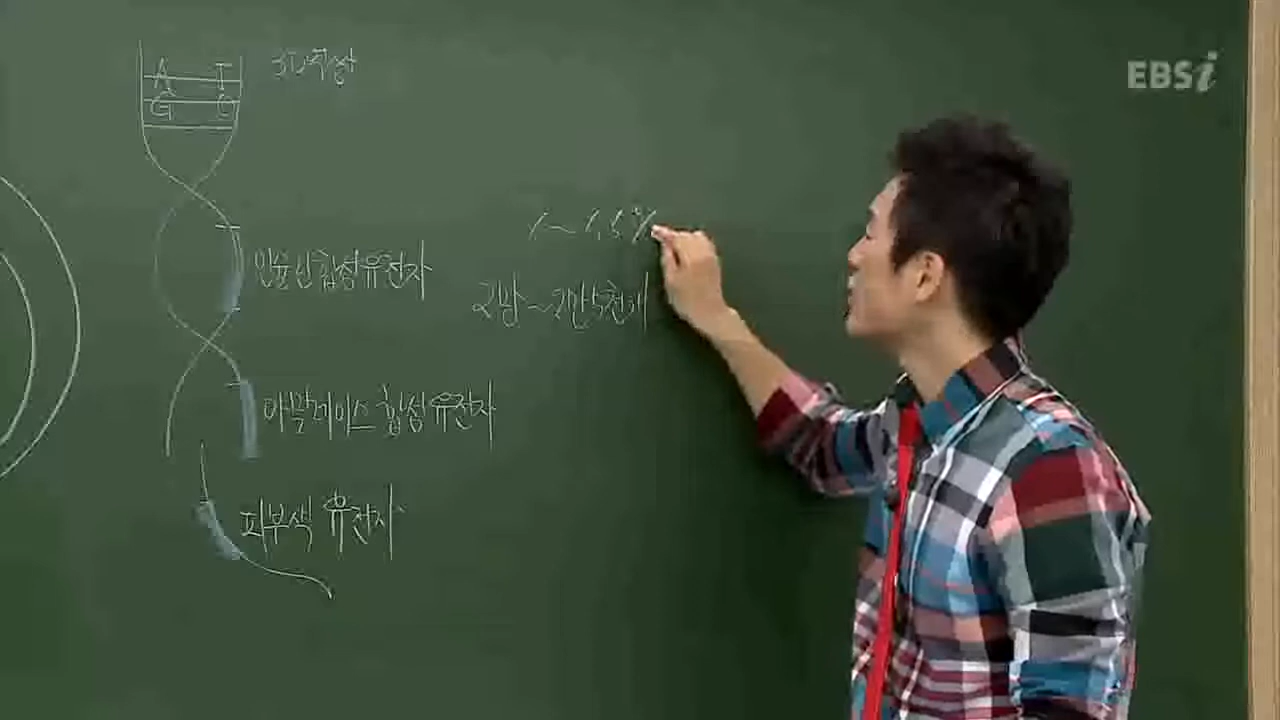 A T
G C
30억쌍
EBSi
1~1.5%
인슐린 합성 유전자
2만~2만5천개
아밀레이스 합성 유전자
피부색 유전자